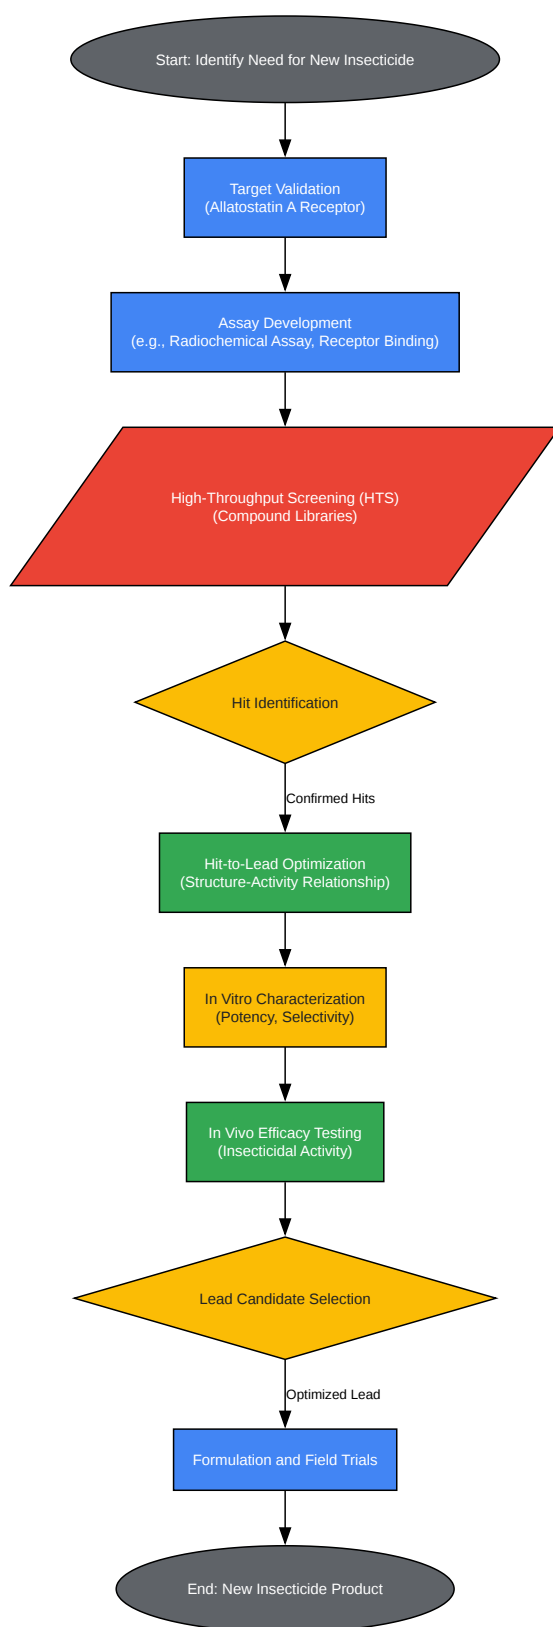 Start: Identify Need for New Insecticide
Target Validation
(Allatostatin A Receptor)
Assay Development
(e.g., Radiochemical Assay, Receptor Binding)
High-Throughput Screening (HTS)
(Compound Libraries)
Hit Identification
Confirmed Hits
Hit-to-Lead Optimization
(Structure-Activity Relationship)
In Vitro Characterization
(Potency, Selectivity)
In Vivo Efficacy Testing
(Insecticidal Activity)
Lead Candidate Selection
Optimized Lead
Formulation and Field Trials
End: New Insecticide Product